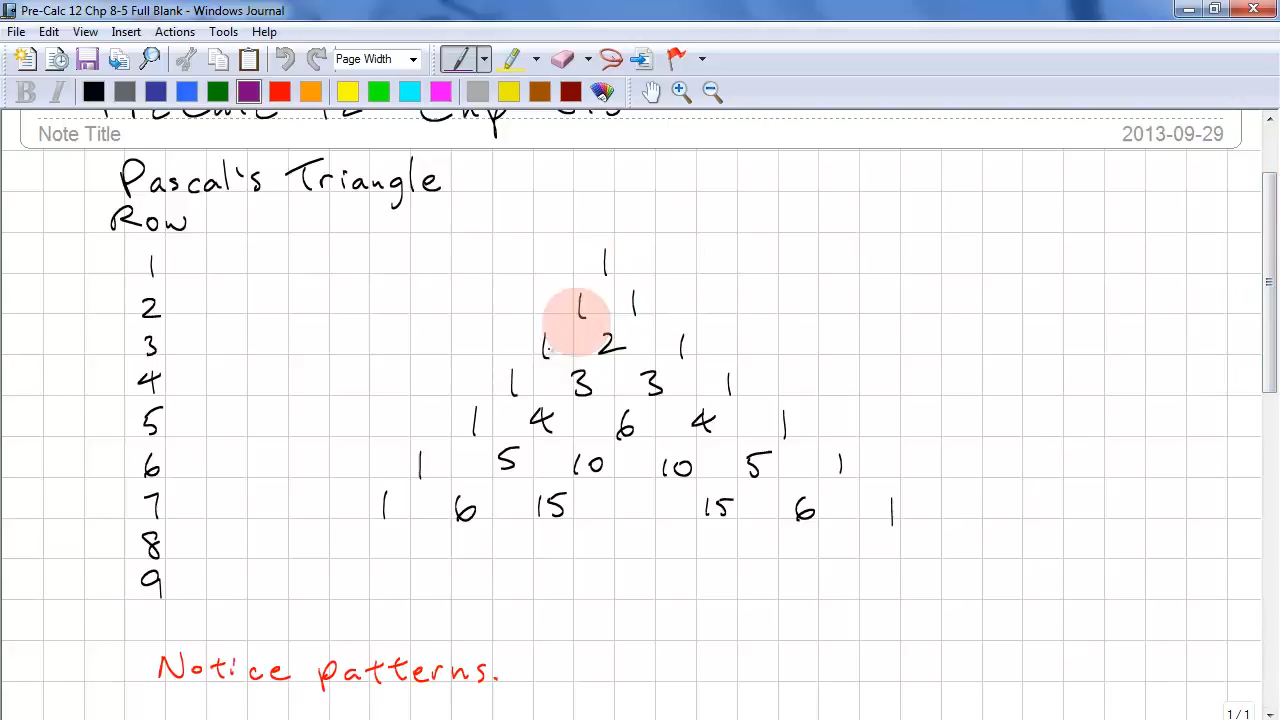 Pre-Calc 12 Chp 8-5 Full Blank - Windows Journal
File Edit View Insert Actions Tools Help
Page Width
B I
Note Title 2013-09-29
Pascal's Triangle
Row
1 1
2 1 1
3 1 2 1
4 1 3 3 1
5 1 4 6 4 1
6 1 5 10 10 5 1
7 1 6 15 15 6 1
8
9
Notice patterns.
1/1